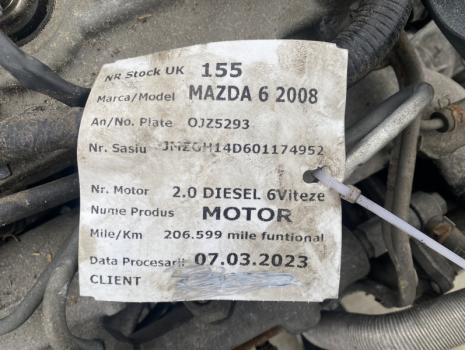 NR Stock UK 155
Marca/Model MAZDA 6 2008
An/No. Plate OJZ5293
Nr. Sasiu JMZGH14D601174952
Nr. Motor 2.0 DIESEL 6Viteze
Nume Produs MOTOR
Mile/Km 206.599 mile funtional
Data Procesarii 07.03.2023
CLIENT